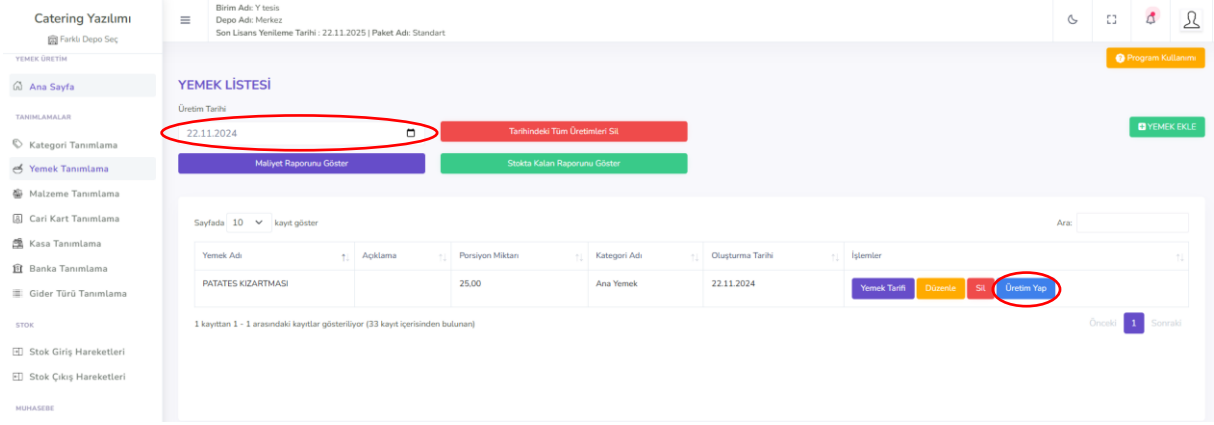 Catering Yazılımı
Farklı Depo Seç
YEMEK ÜRETİM
Ana Sayfa
TANIMLAMALAR
Kategori Tanımlama
Yemek Tanımlama
Malzeme Tanımlama
Cari Kart Tanımlama
Kasa Tanımlama
Banka Tanımlama
Gider Türü Tanımlama
STOK
Stok Giriş Hareketleri
Stok Çıkış Hareketleri
MUHASEBE
Birim Adı: Y tesis
Depo Adı: Merkez
Son Lisans Yenileme Tarihi : 22.11.2025 | Paket Adı: Standart
Program Kullanımı
YEMEK LİSTESİ
Üretim Tarihi
22.11.2024
Tarihindeki Tüm Üretimleri Sil
YEMEK EKLE
Maliyet Raporunu Göster
Stokta Kalan Raporunu Göster
Sayfada 10 kayıt göster
Ara:
Yemek Adı Açıklama Porsiyon Miktarı Kategori Adı Oluşturma Tarihi İşlemler
PATATES KIZARTMASI 25,00 Ana Yemek 22.11.2024 Yemek Tarifi Düzenle Sil Üretim Yap
1 kayıttan 1 - 1 arasındaki kayıtlar gösteriliyor (33 kayıt içerisinden bulunan)
Önceki 1 Sonraki